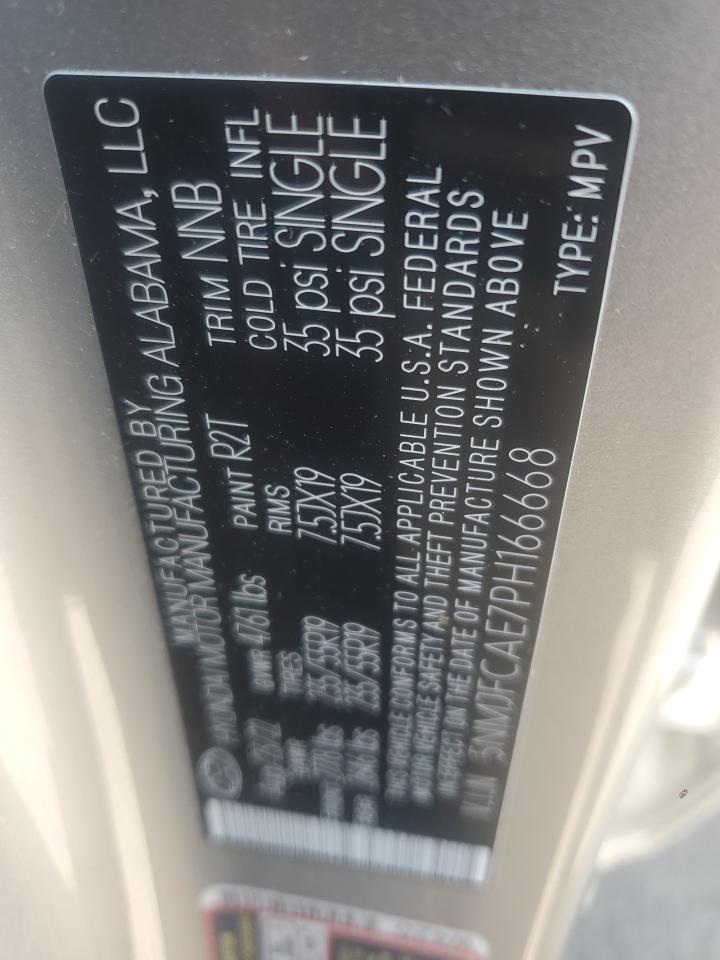 MANUFACTURED BY
HYUNDAI MOTOR MANUFACTURING ALABAMA, LLC
PAINT R2T TRIM NNB
GVWR 4761 lbs
TIRES RIMS COLD TIRE INFL
235/55R19 7.5JX19 35 psi SINGLE
235/55R19 7.5JX19 35 psi SINGLE
THIS VEHICLE CONFORMS TO ALL APPLICABLE U.S.A. FEDERAL
MOTOR VEHICLE SAFETY AND THEFT PREVENTION STANDARDS
IN EFFECT ON THE DATE OF MANUFACTURE SHOWN ABOVE
V.I.N 5NMJFCAE7PH166668 TYPE: MPV